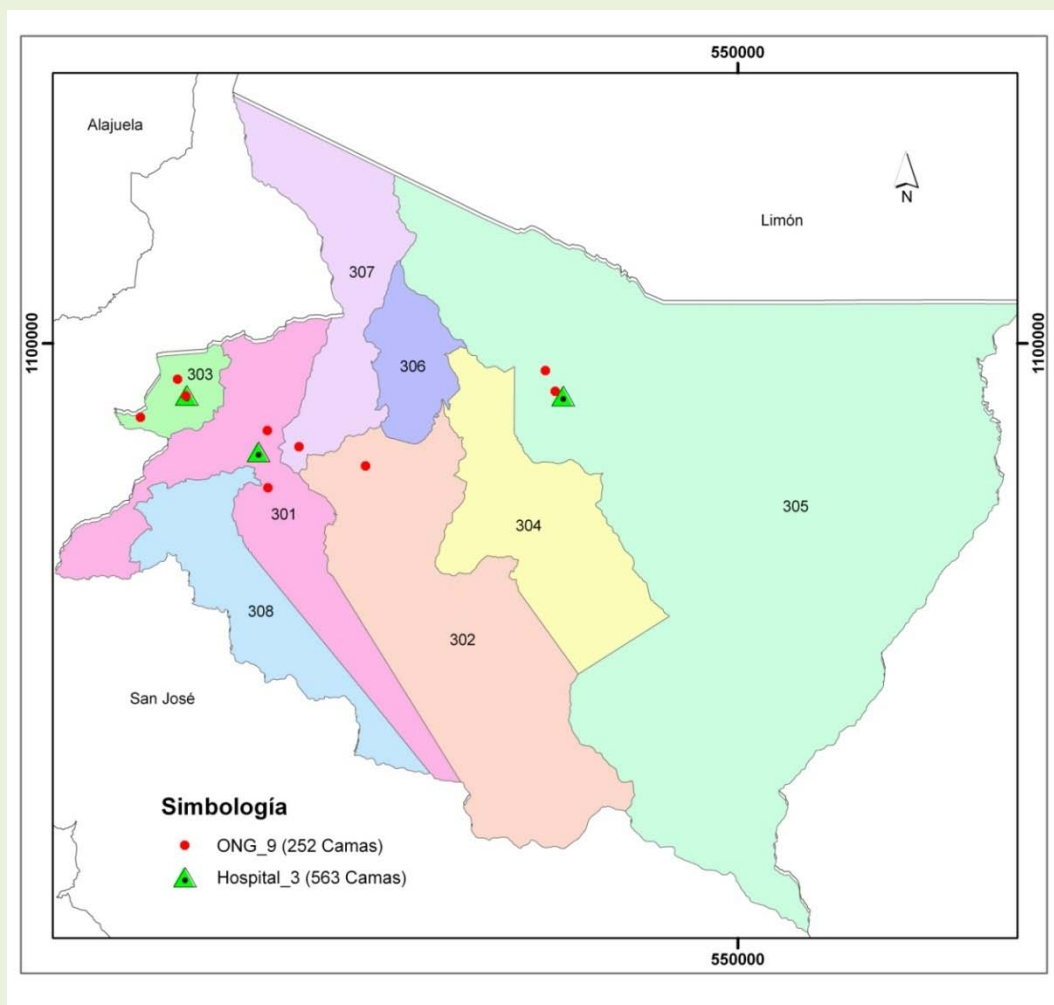 550000
Alajuela
N
Limón
307
1100000
1100000
303
306
305
304
301
308
302
San José
Simbología
ONG_9 (252 Camas)
Hospital_3 (563 Camas)
550000